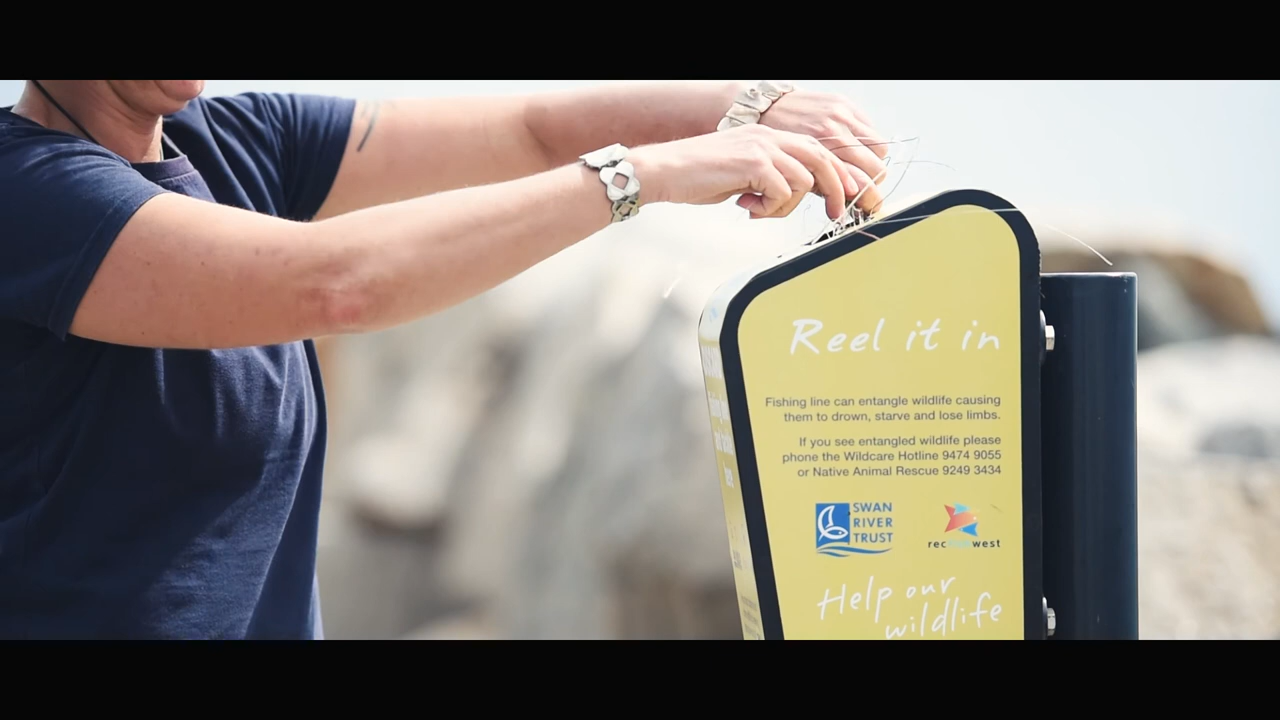 Reel it in
Fishing line can entangle wildlife causing
them to drown, starve and lose limbs.
If you see entangled wildlife please
phone the Wildcare Hotline 9474 9055
or Native Animal Rescue 9249 3434
SWAN
RIVER
TRUST
recfishwest
Help our
wildlife